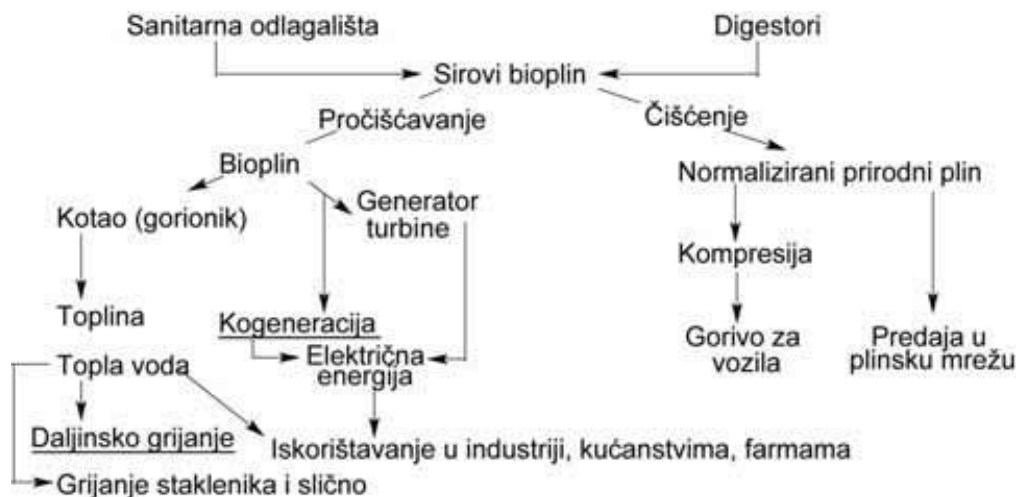 Sanitarna odlagališta
Digestori
Sirovi bioplin
Pročišćavanje
Čišćenje
Bioplin
Normalizirani prirodni plin
Kotao (gorionik)
Generator
turbine
Kompresija
Toplina
Kogeneracija
Gorivo za
vozila
Predaja u
plinsku mrežu
Topla voda
Električna
energija
Daljinsko grijanje
Iskorištavanje u industriji, kućanstvima, farmama
Grijanje staklenika i slično